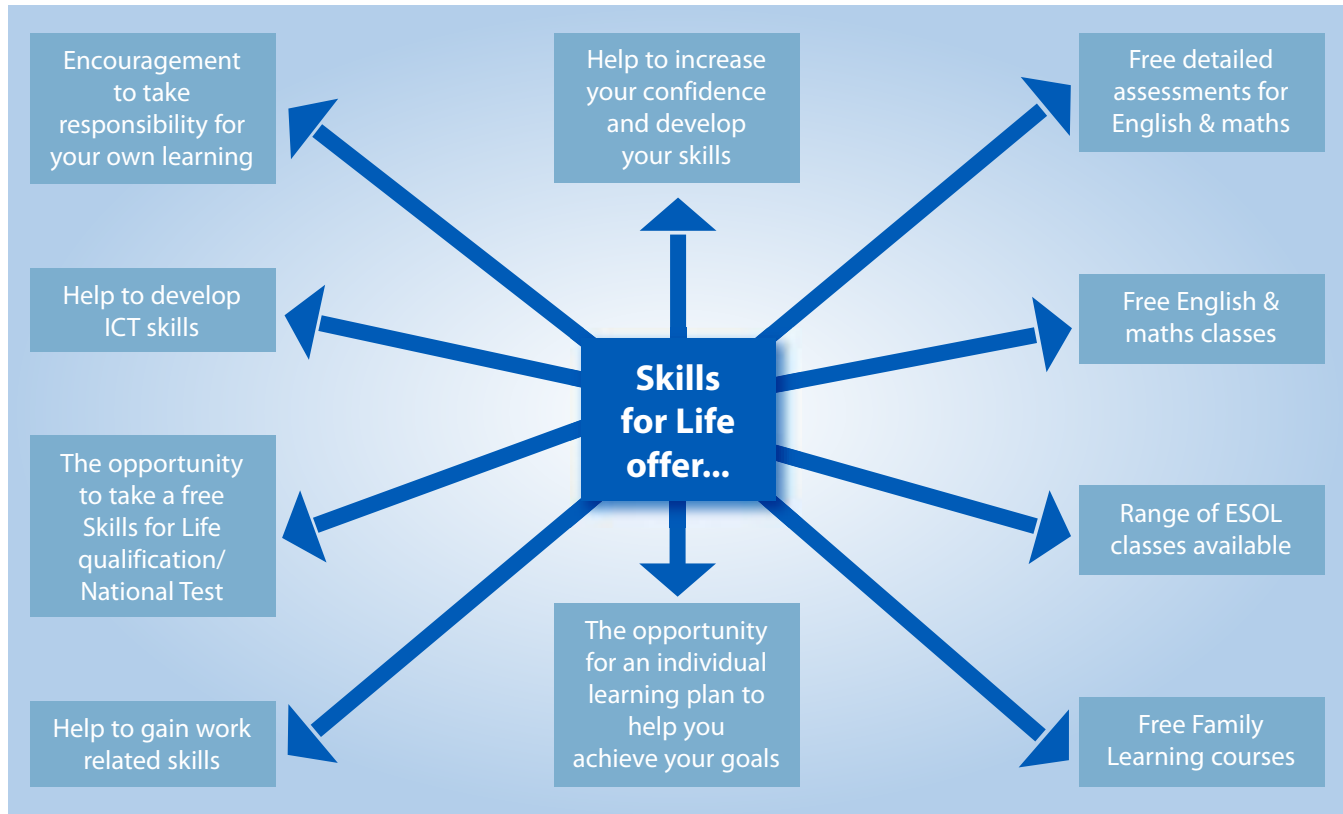 Encouragement
to take
responsibility for
your own learning
Help to increase
your confidence
and develop
your skills
Free detailed
assessments for
English & maths
Help to develop
ICT skills
Free English &
maths classes
Skills
for Life
offer...
The opportunity
to take a free
Skills for Life
qualification/
National Test
Range of ESOL
classes available
Help to gain work
related skills
The opportunity
for an individual
learning plan to
help you
achieve your goals
Free Family
Learning courses